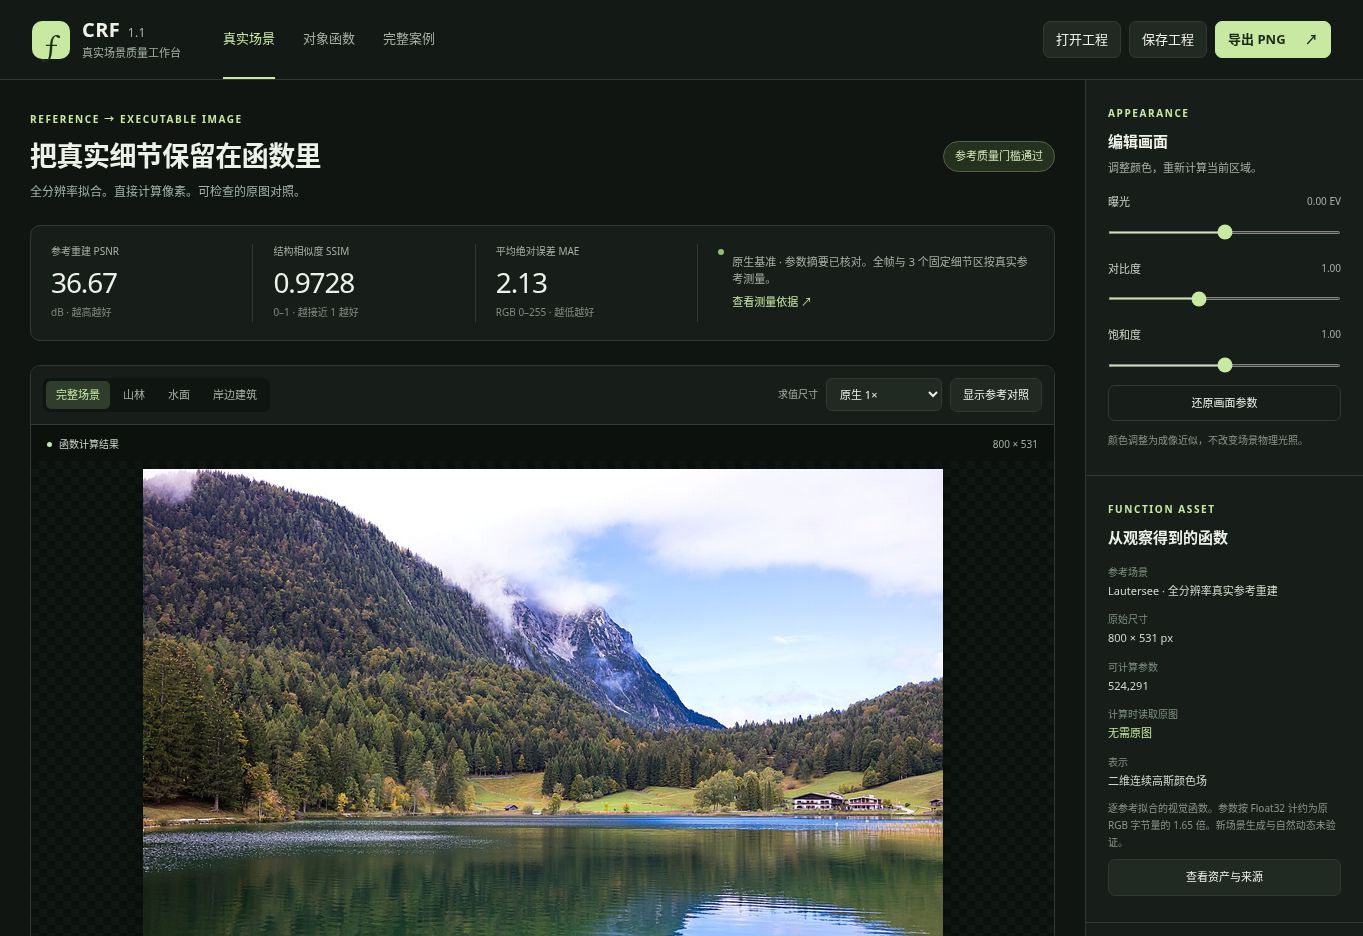 f
CRF 1.1
真实场景质量工作台
真实场景
对象函数
完整案例
打开工程
保存工程
导出 PNG ↗
REFERENCE → EXECUTABLE IMAGE
把真实细节保留在函数里
全分辨率拟合。直接计算像素。可检查的原图对照。
参考质量门槛通过
参考重建 PSNR
36.67
dB · 越高越好
结构相似度 SSIM
0.9728
0–1 · 越接近 1 越好
平均绝对误差 MAE
2.13
RGB 0–255 · 越低越好
原生基准 · 参数摘要已核对。全帧与 3 个固定细节区按真实参
考测量。
查看测量依据 ↗
完整场景
山林
水面
岸边建筑
求值尺寸
原生 1×
显示参考对照
函数计算结果
800 × 531
APPEARANCE
编辑画面
调整颜色，重新计算当前区域。
曝光
0.00 EV
对比度
1.00
饱和度
1.00
还原画面参数
颜色调整为成像近似，不改变场景物理光照。
FUNCTION ASSET
从观察得到的函数
参考场景
Lautersee · 全分辨率真实参考重建
原始尺寸
800 × 531 px
可计算参数
524,291
计算时读取原图
无需原图
表示
二维连续高斯颜色场
逐参考拟合的视觉函数。参数按 Float32 计约为原
RGB 字节量的 1.65 倍。新场景生成与自然动态未验
证。
查看资产与来源